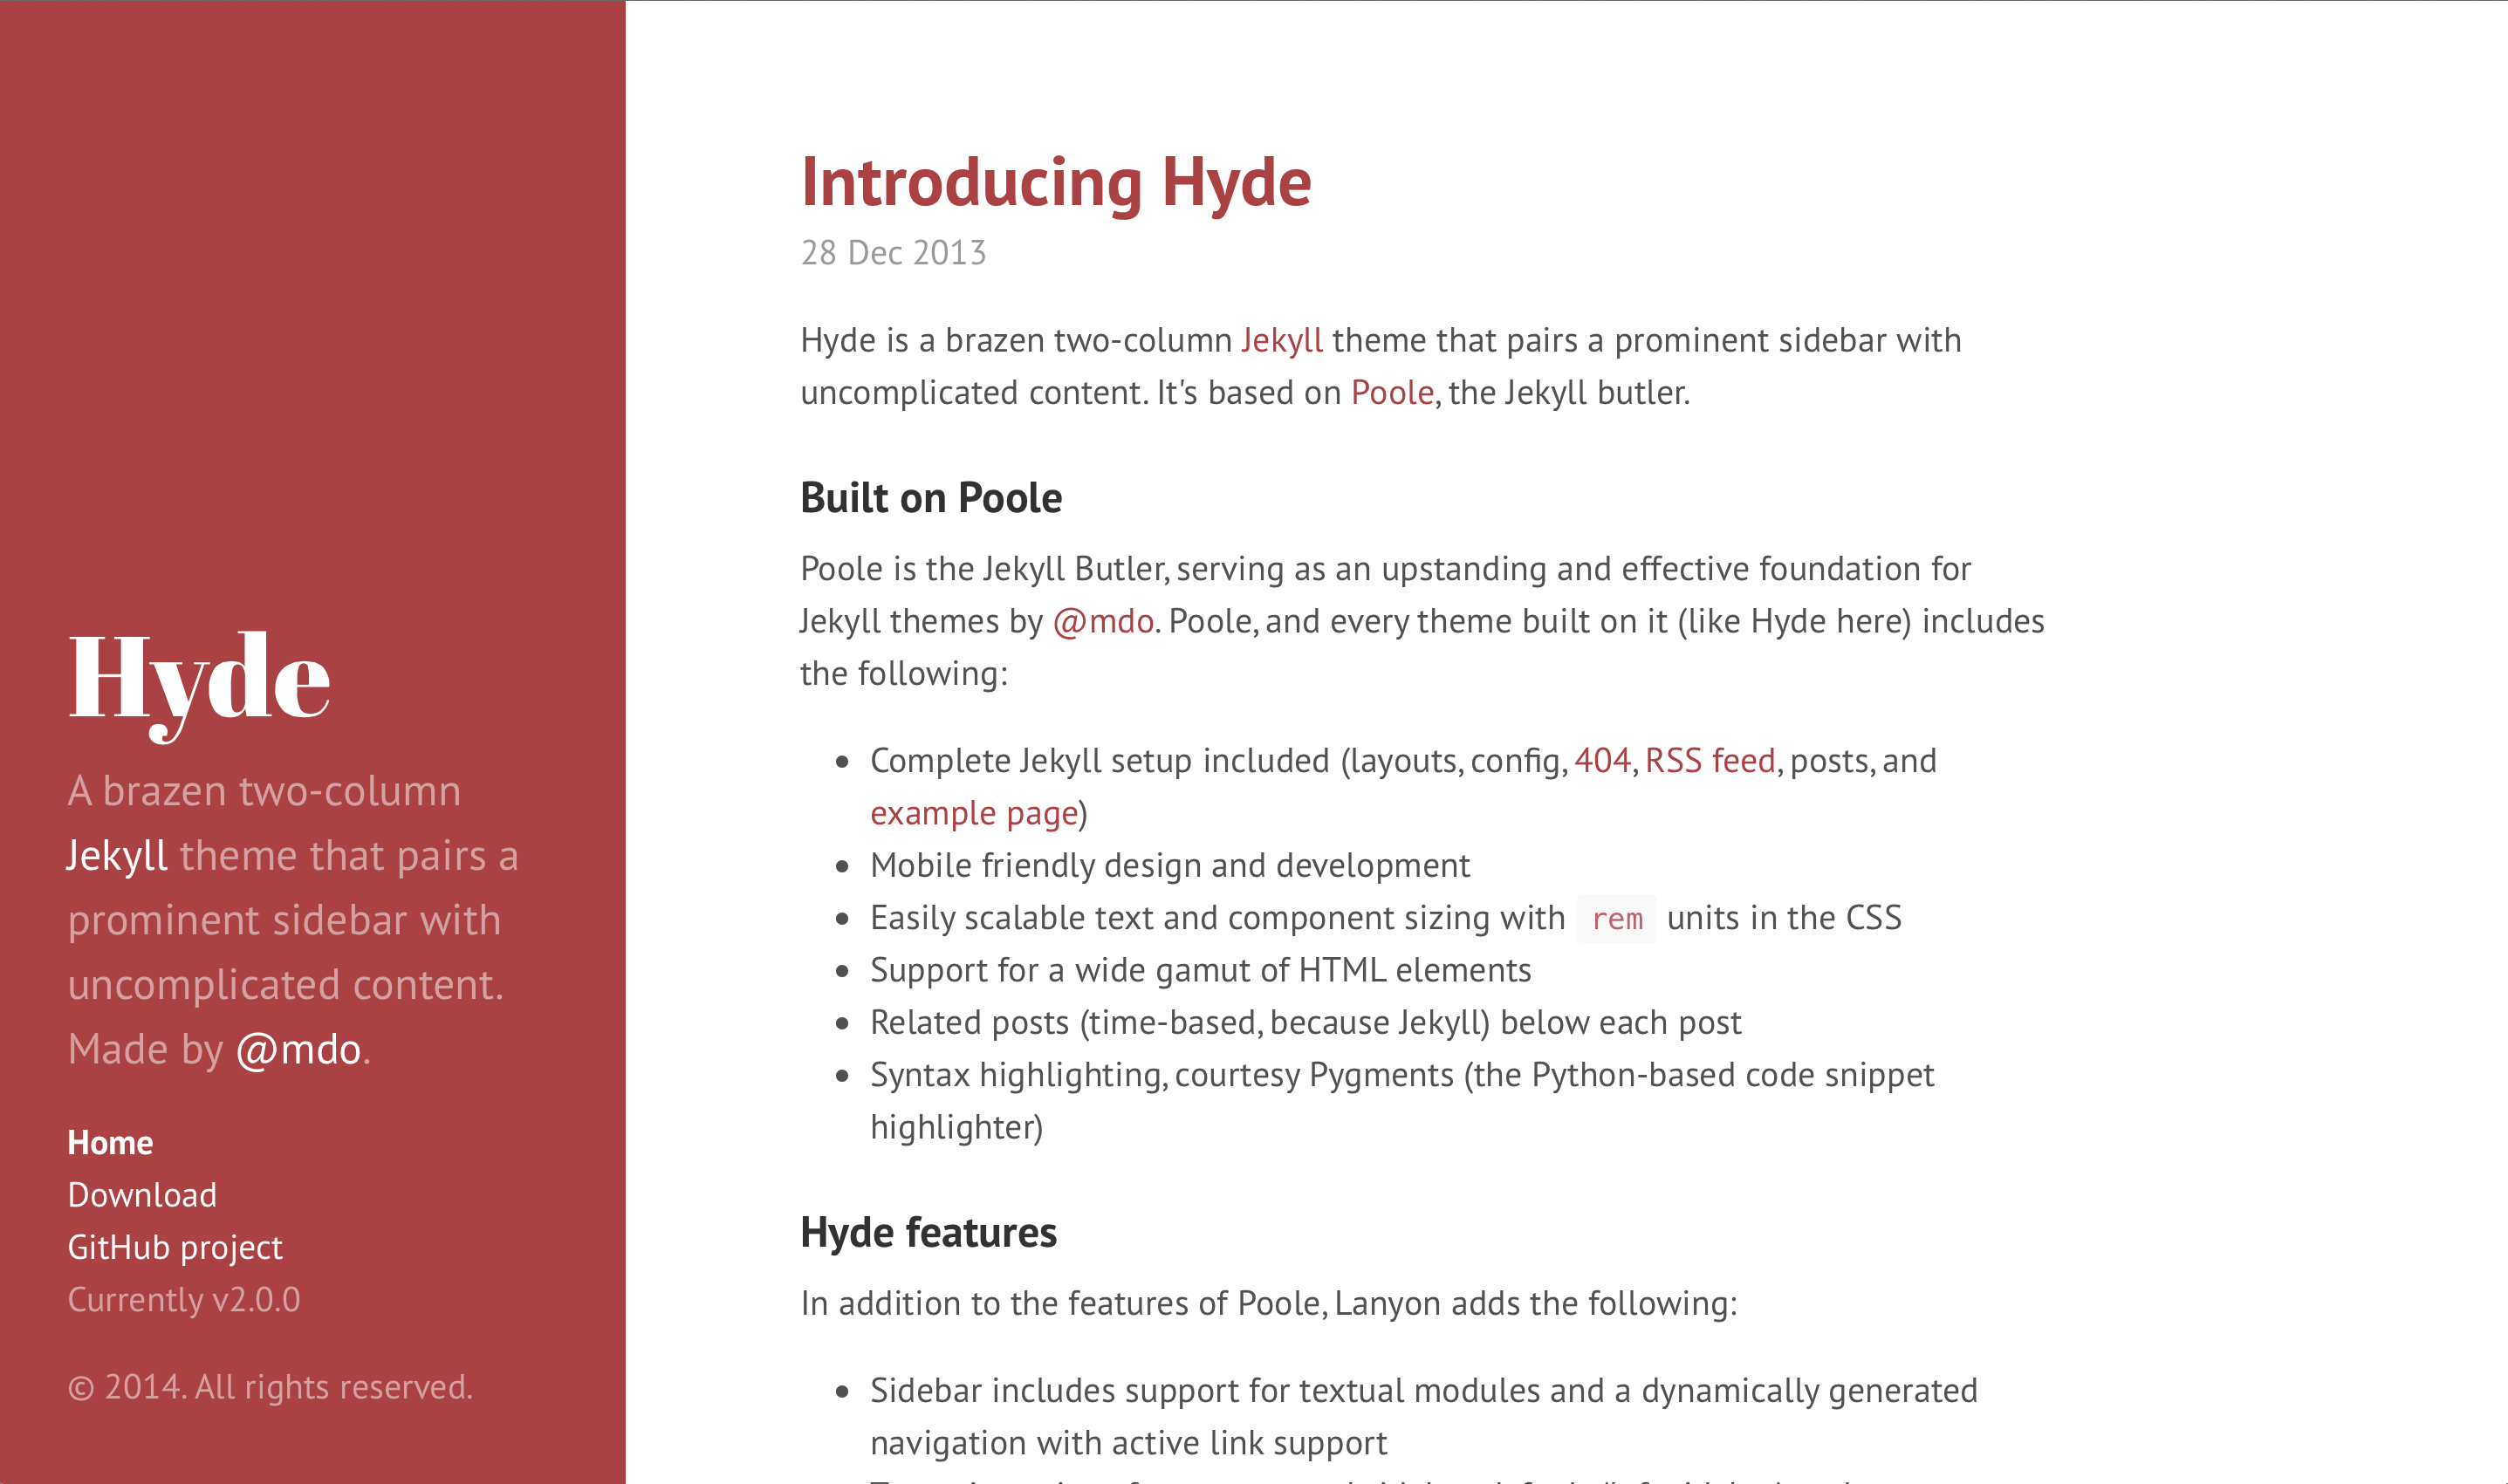 Hyde
A brazen two-column
Jekyll theme that pairs a
prominent sidebar with
uncomplicated content.
Made by @mdo.
Home
Download
GitHub project
Currently v2.0.0
© 2014. All rights reserved.
Introducing Hyde
28 Dec 2013
Hyde is a brazen two-column Jekyll theme that pairs a prominent sidebar with
uncomplicated content. It's based on Poole, the Jekyll butler.
Built on Poole
Poole is the Jekyll Butler, serving as an upstanding and effective foundation for
Jekyll themes by @mdo. Poole, and every theme built on it (like Hyde here) includes
the following:
• Complete Jekyll setup included (layouts, config, 404, RSS feed, posts, and
example page)
• Mobile friendly design and development
• Easily scalable text and component sizing with rem units in the CSS
• Support for a wide gamut of HTML elements
• Related posts (time-based, because Jekyll) below each post
• Syntax highlighting, courtesy Pygments (the Python-based code snippet
highlighter)
Hyde features
In addition to the features of Poole, Lanyon adds the following:
• Sidebar includes support for textual modules and a dynamically generated
navigation with active link support